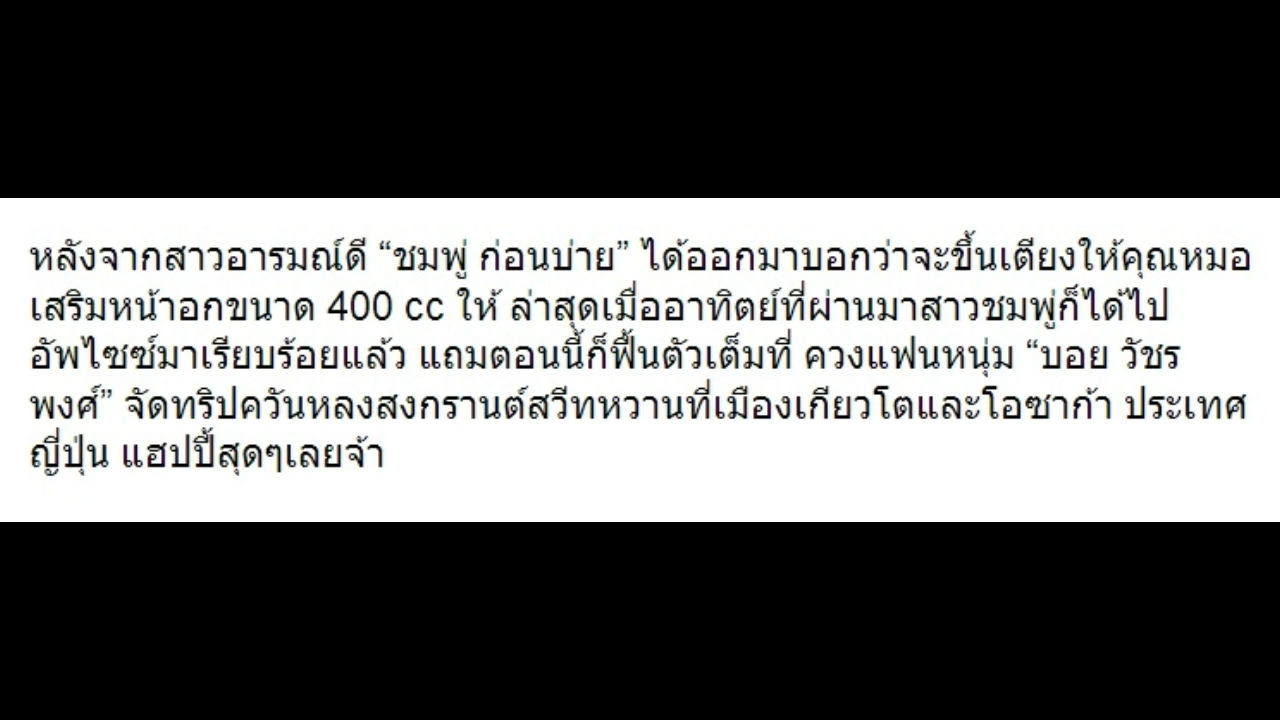 หลังจากสาวอารมณ์ดี “ชมพู่ ก่อนบ่าย” ได้ออกมาบอกว่าจะขึ้นเตียงให้คุณหมอ
เสริมหน้าอกขนาด 400 cc ให้ ล่าสุดเมื่ออาทิตย์ที่ผ่านมาสาวชมพู่ก็ได้ไป
อัพไซซ์มาเรียบร้อยแล้ว แถมตอนนี้ก็ฟื้นตัวเต็มที่ ควงแฟนหนุ่ม “บอย วัชร
พงศ์” จัดทริปควันหลงสงกรานต์สวีทหวานที่เมืองเกียวโตและโอซาก้า ประเทศ
ญี่ปุ่น แฮปปี้สุดๆเลยจ้า